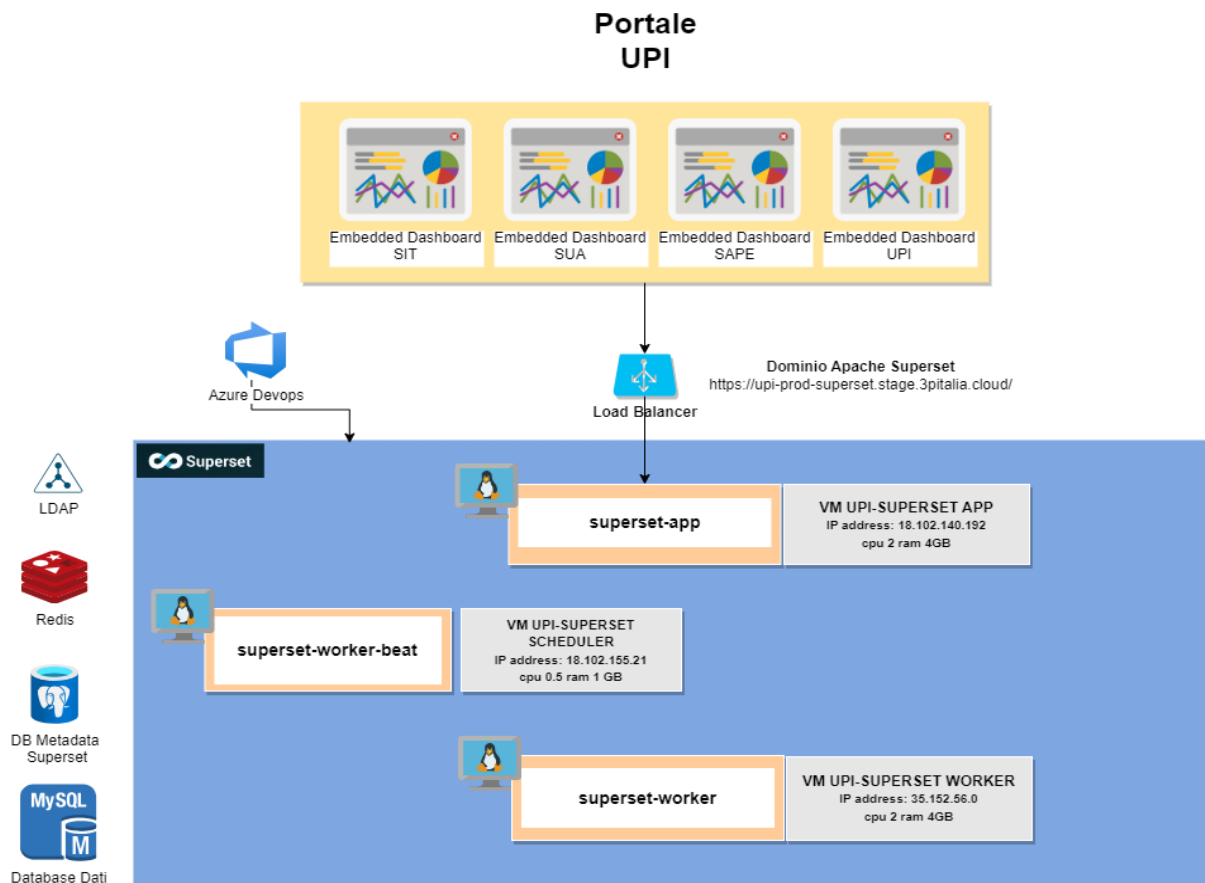 Portale
UPI
Embedded Dashboard
SIT
Embedded Dashboard
SUA
Embedded Dashboard
SAPE
Embedded Dashboard
UPI
Azure Devops
Load Balancer
Dominio Apache Superset
https://upi-prod-superset.stage.3pitalia.cloud/
Superset
LDAP
superset-app
VM UPI-SUPERSET APP
IP address: 18.102.140.192
cpu 2 ram 4GB
Redis
superset-worker-beat
VM UPI-SUPERSET
SCHEDULER
IP address: 18.102.155.21
cpu 0.5 ram 1 GB
DB Metadata
Superset
superset-worker
VM UPI-SUPERSET WORKER
IP address: 35.152.56.0
cpu 2 ram 4GB
MySQL
M
Database Dati